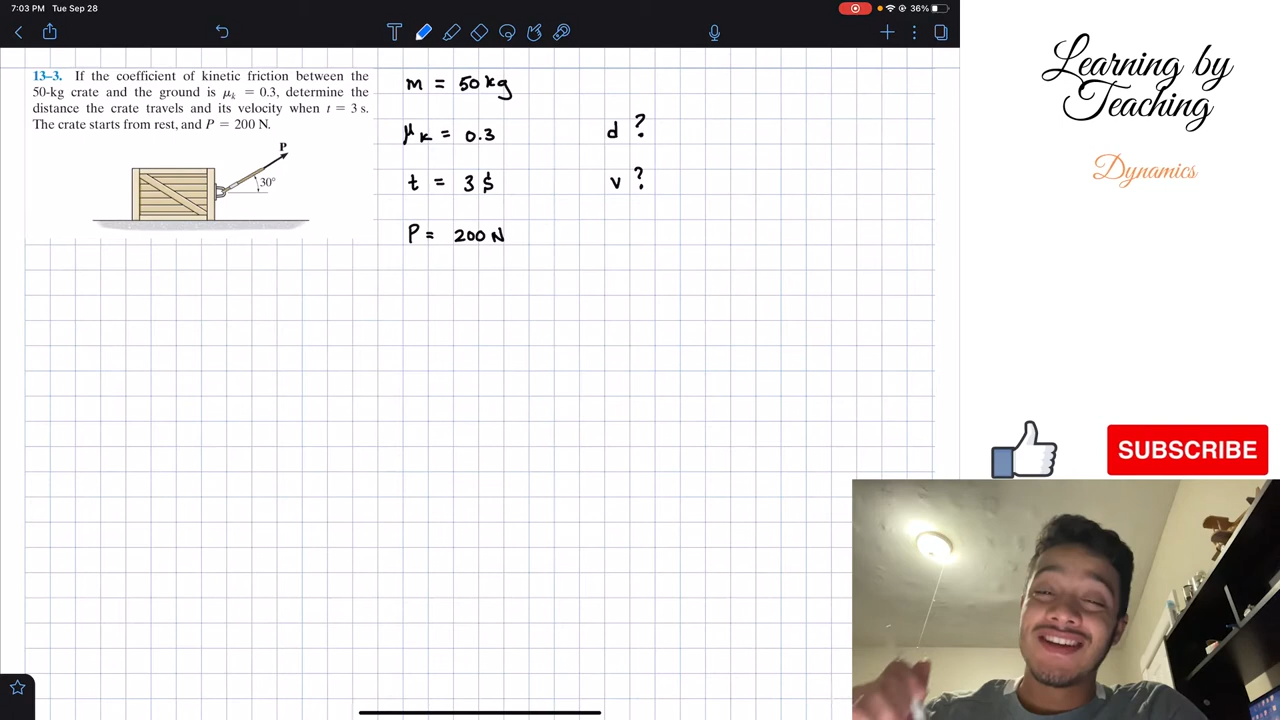 7:03 PM Tue Sep 28
36%
13–3. If the coefficient of kinetic friction between the
50-kg crate and the ground is μk = 0.3, determine the
distance the crate travels and its velocity when t = 3 s.
The crate starts from rest, and P = 200 N.
P
30°
m = 50 kg
μk = 0.3
t = 3 s
P = 200 N
d ?
v ?
Learning by
Teaching
Dynamics
SUBSCRIBE